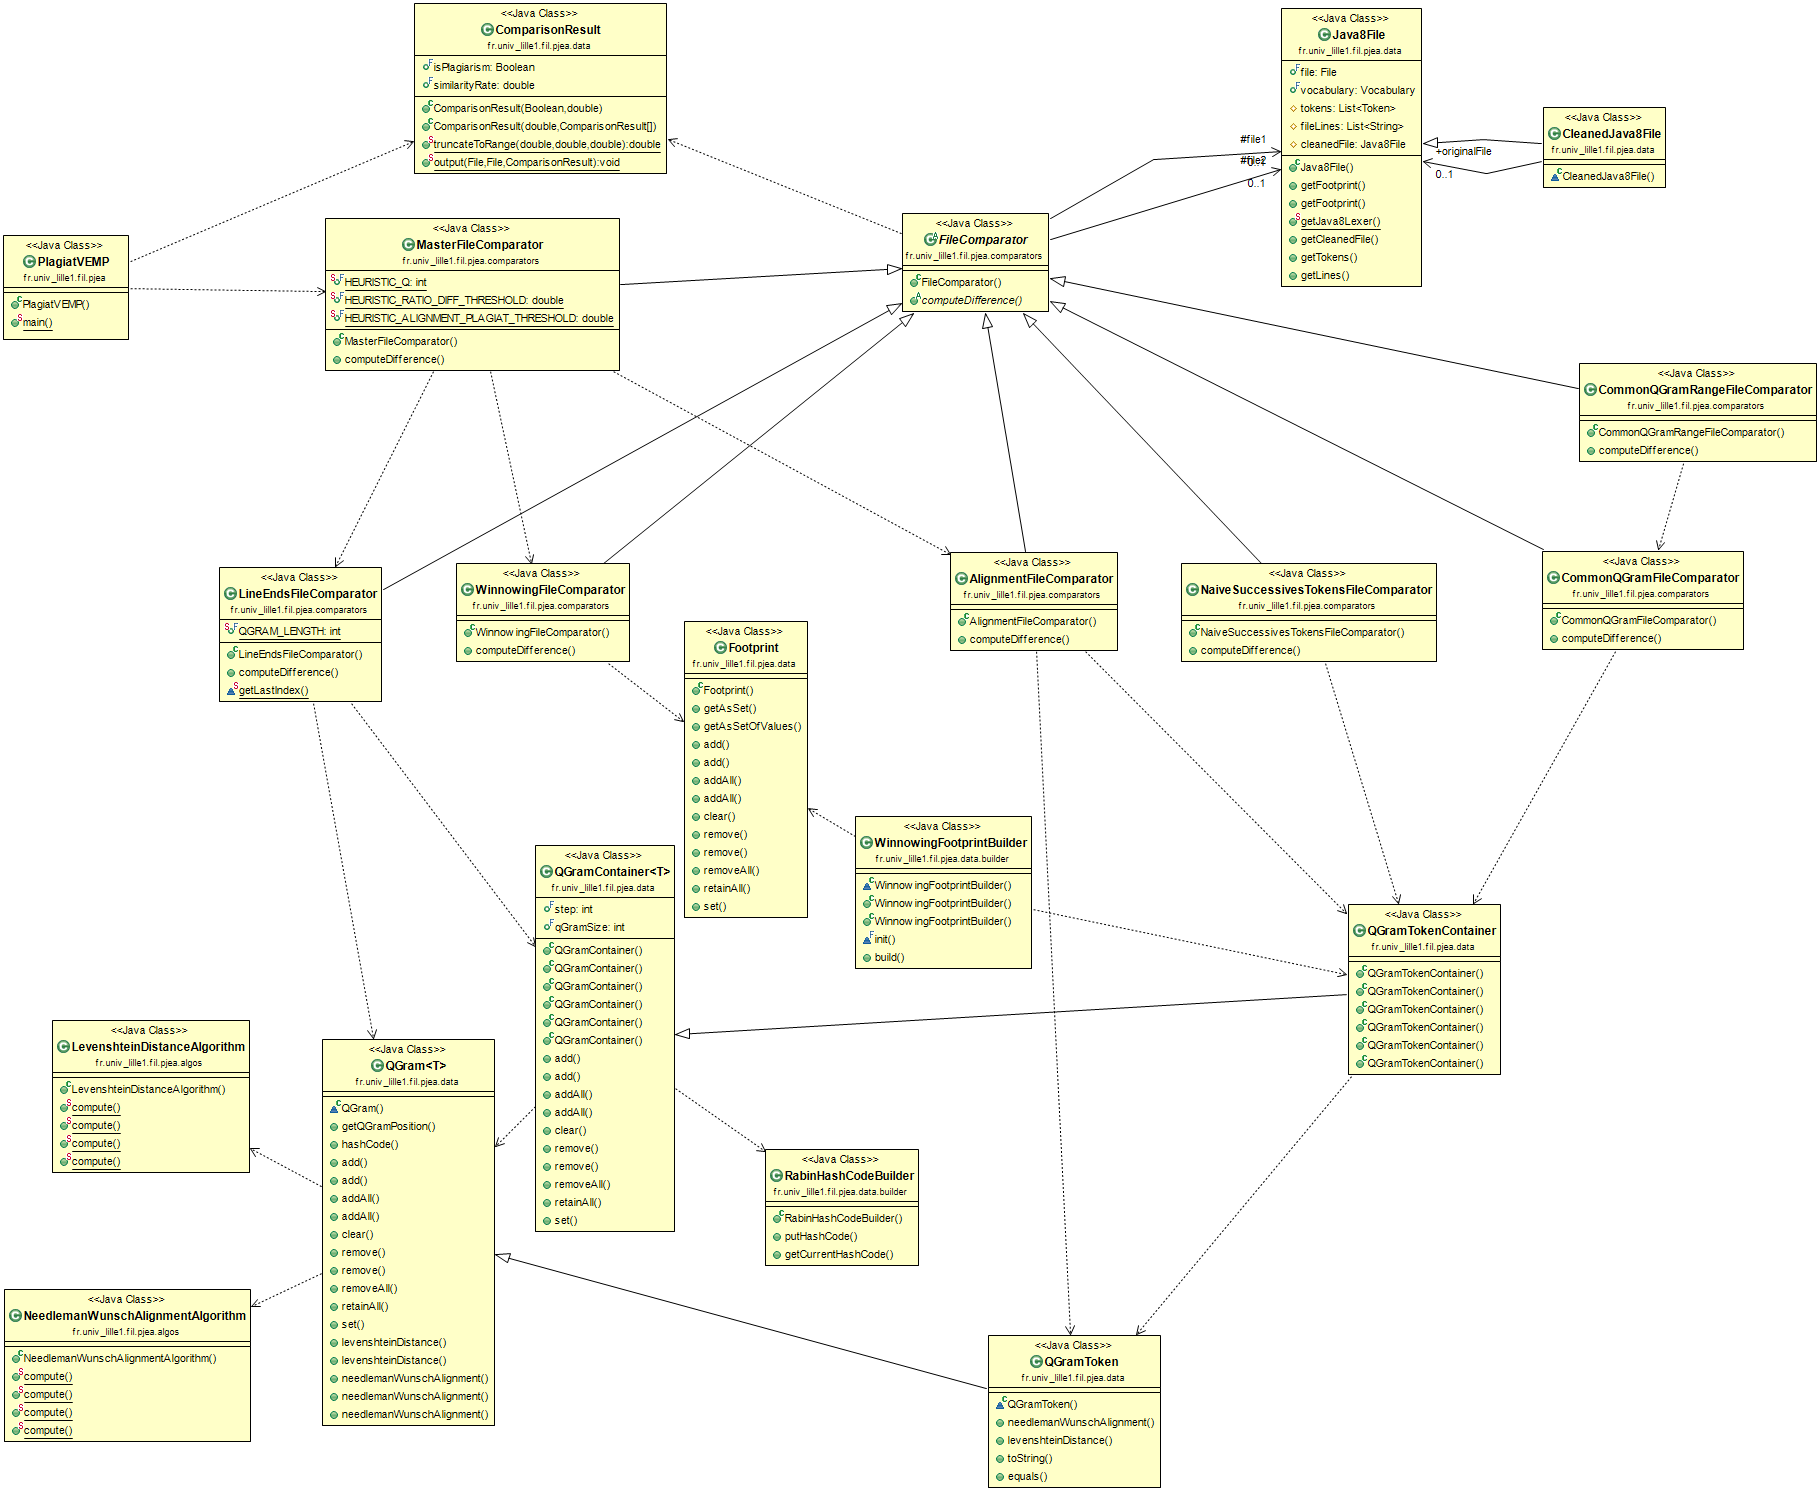 <<Java Class>>
ComparisonResult
fr.univ_lille1.fil.pjea.data
isPlagiarism: Boolean
similarityRate: double
ComparisonResult(Boolean,double)
ComparisonResult(double,ComparisonResult[])
truncateToRange(double,double,double):double
output(File,File,ComparisonResult):void
<<Java Class>>
Java8File
fr.univ_lille1.fil.pjea.data
file: File
vocabulary: Vocabulary
tokens: List<Token>
fileLines: List<String>
cleanedFile: Java8File
Java8File()
getFootprint()
getFootprint()
getJava8Lexer()
getCleanedFile()
getTokens()
getLines()
<<Java Class>>
CleanedJava8File
fr.univ_lille1.fil.pjea.data
CleanedJava8File()
+originalFile
0..1
#file1
0..1
#file2
0..1
<<Java Class>>
PlagiatVEMP
fr.univ_lille1.fil.pjea
PlagiatVEMP()
main()
<<Java Class>>
MasterFileComparator
fr.univ_lille1.fil.pjea.comparators
HEURISTIC_Q: int
HEURISTIC_RATIO_DIFF_THRESHOLD: double
HEURISTIC_ALIGNMENT_PLAGIAT_THRESHOLD: double
MasterFileComparator()
computeDifference()
<<Java Class>>
FileComparator
fr.univ_lille1.fil.pjea.comparators
FileComparator()
computeDifference()
<<Java Class>>
CommonQGramRangeFileComparator
fr.univ_lille1.fil.pjea.comparators
CommonQGramRangeFileComparator()
computeDifference()
<<Java Class>>
LineEndsFileComparator
fr.univ_lille1.fil.pjea.comparators
QGRAM_LENGTH: int
LineEndsFileComparator()
computeDifference()
getLastIndex()
<<Java Class>>
WinnowingFileComparator
fr.univ_lille1.fil.pjea.comparators
WinnowingFileComparator()
computeDifference()
<<Java Class>>
AlignmentFileComparator
fr.univ_lille1.fil.pjea.comparators
AlignmentFileComparator()
computeDifference()
<<Java Class>>
NaiveSuccessivesTokensFileComparator
fr.univ_lille1.fil.pjea.comparators
NaiveSuccessivesTokensFileComparator()
computeDifference()
<<Java Class>>
CommonQGramFileComparator
fr.univ_lille1.fil.pjea.comparators
CommonQGramFileComparator()
computeDifference()
<<Java Class>>
Footprint
fr.univ_lille1.fil.pjea.data
Footprint()
getAsSet()
getAsSetOfValues()
add()
add()
addAll()
addAll()
clear()
remove()
remove()
removeAll()
retainAll()
set()
<<Java Class>>
WinnowingFootprintBuilder
fr.univ_lille1.fil.pjea.data.builder
WinnowingFootprintBuilder()
WinnowingFootprintBuilder()
WinnowingFootprintBuilder()
init()
build()
<<Java Class>>
QGramContainer<T>
fr.univ_lille1.fil.pjea.data
step: int
qGramSize: int
QGramContainer()
QGramContainer()
QGramContainer()
QGramContainer()
QGramContainer()
QGramContainer()
add()
add()
addAll()
addAll()
clear()
remove()
remove()
removeAll()
retainAll()
set()
<<Java Class>>
QGramTokenContainer
fr.univ_lille1.fil.pjea.data
QGramTokenContainer()
QGramTokenContainer()
QGramTokenContainer()
QGramTokenContainer()
QGramTokenContainer()
QGramTokenContainer()
<<Java Class>>
LevenshteinDistanceAlgorithm
fr.univ_lille1.fil.pjea.algos
LevenshteinDistanceAlgorithm()
compute()
compute()
compute()
compute()
<<Java Class>>
QGram<T>
fr.univ_lille1.fil.pjea.data
QGram()
getQGramPosition()
hashCode()
add()
add()
addAll()
addAll()
clear()
remove()
remove()
removeAll()
retainAll()
set()
levenshteinDistance()
levenshteinDistance()
needlemanWunschAlignment()
needlemanWunschAlignment()
needlemanWunschAlignment()
<<Java Class>>
RabinHashCodeBuilder
fr.univ_lille1.fil.pjea.data.builder
RabinHashCodeBuilder()
putHashCode()
getCurrentHashCode()
<<Java Class>>
NeedlemanWunschAlignmentAlgorithm
fr.univ_lille1.fil.pjea.algos
NeedlemanWunschAlignmentAlgorithm()
compute()
compute()
compute()
compute()
<<Java Class>>
QGramToken
fr.univ_lille1.fil.pjea.data
QGramToken()
needlemanWunschAlignment()
levenshteinDistance()
toString()
equals()